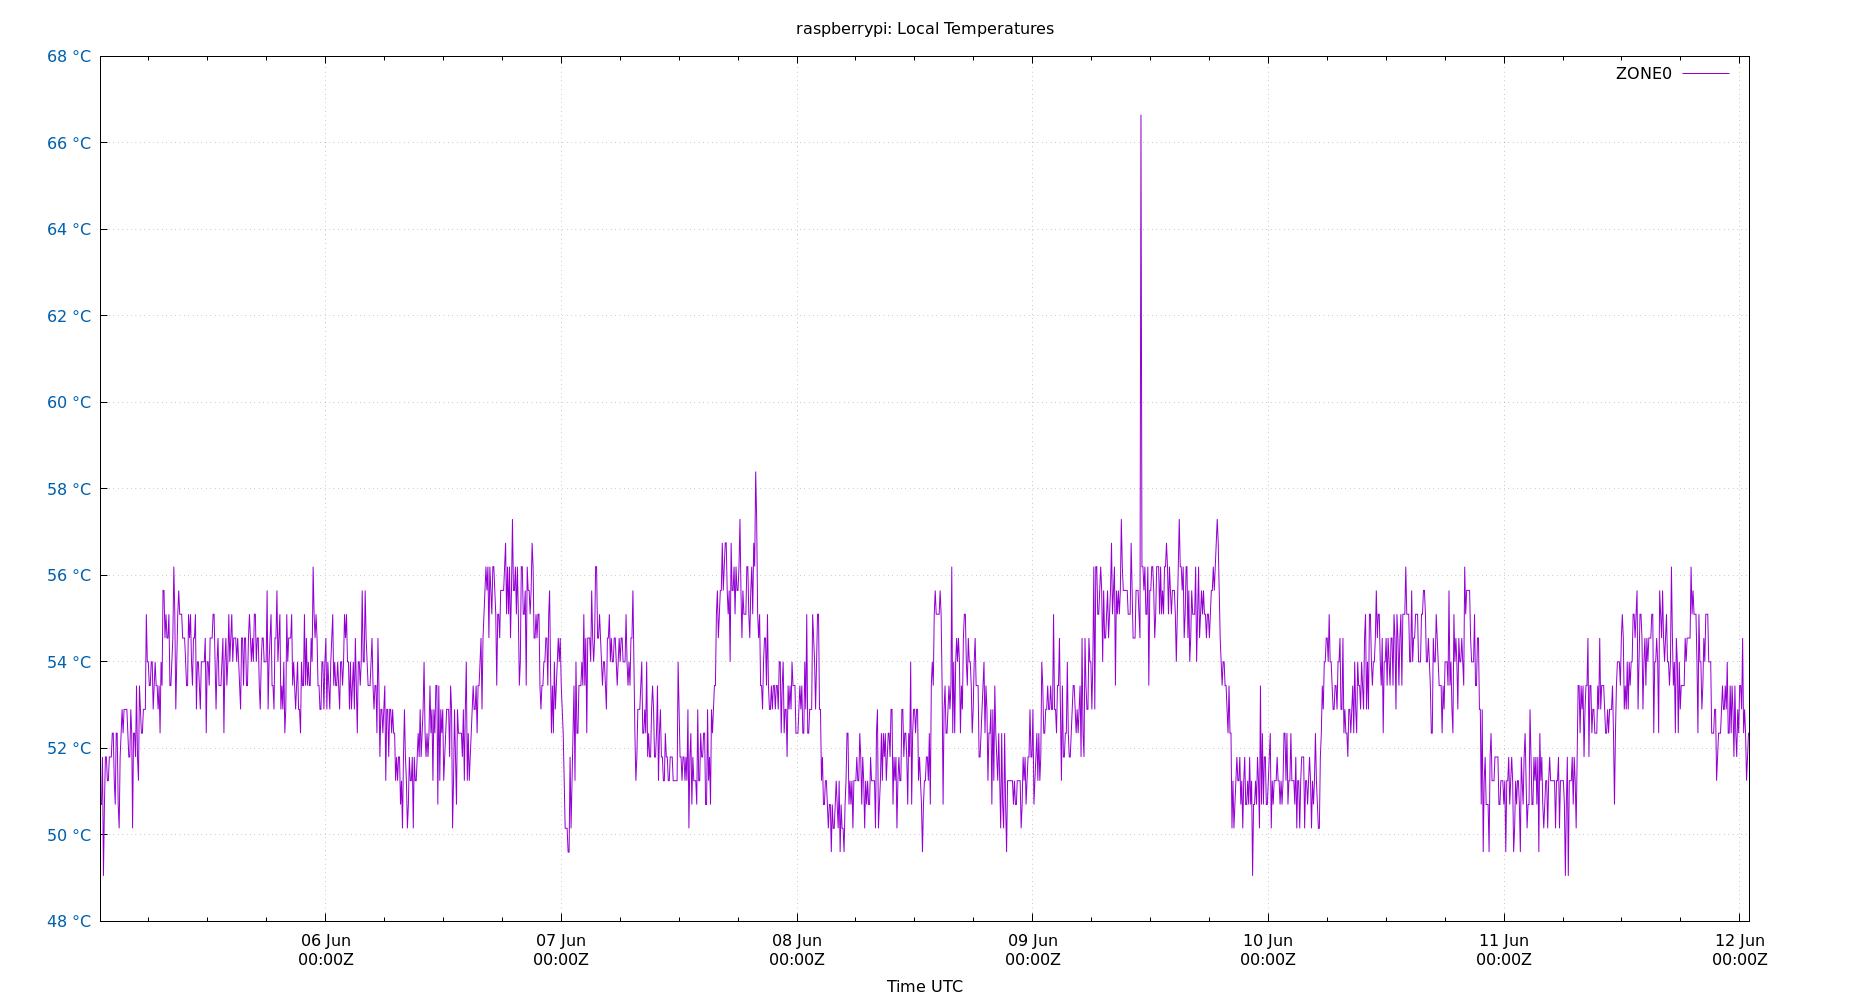 raspberrypi: Local Temperatures
68 °C
ZONE0
66 °C
64 °C
62 °C
60 °C
58 °C
56 °C
54 °C
52 °C
50 °C
48 °C
06 Jun 07 Jun 08 Jun 09 Jun 10 Jun 11 Jun 12 Jun
00:00Z 00:00Z 00:00Z 00:00Z 00:00Z 00:00Z 00:00Z
Time UTC